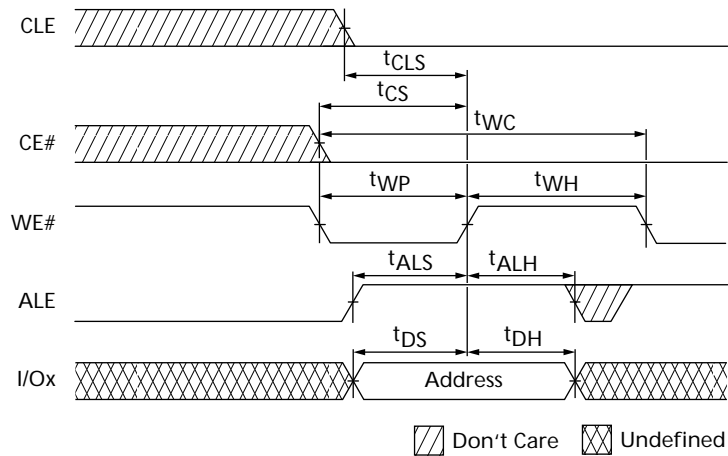 CLE
tCLS
tCS
tWC
CE#
tWP
tWH
WE#
tALS
tALH
ALE
tDS
tDH
I/Ox
Address
Don't Care
Undefined